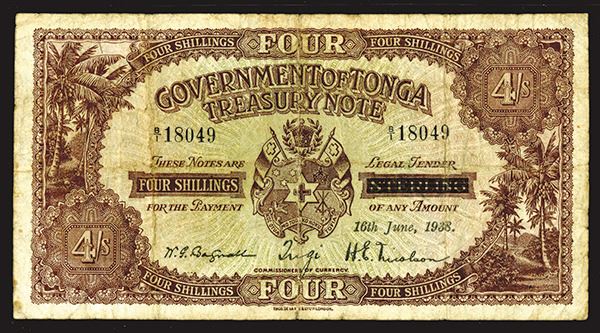 FOUR SHILLINGS FOUR FOUR SHILLINGS
4/S
GOVERNMENT OF TONGA
TREASURY NOTE
B/1 18049 B/1 18049
THESE NOTES ARE LEGAL TENDER
FOUR SHILLINGS STERLING
FOR THE PAYMENT OF ANY AMOUNT
16th June, 1938.
4/S
COMMISSIONERS OF CURRENCY.
FOUR SHILLINGS FOUR FOUR SHILLINGS